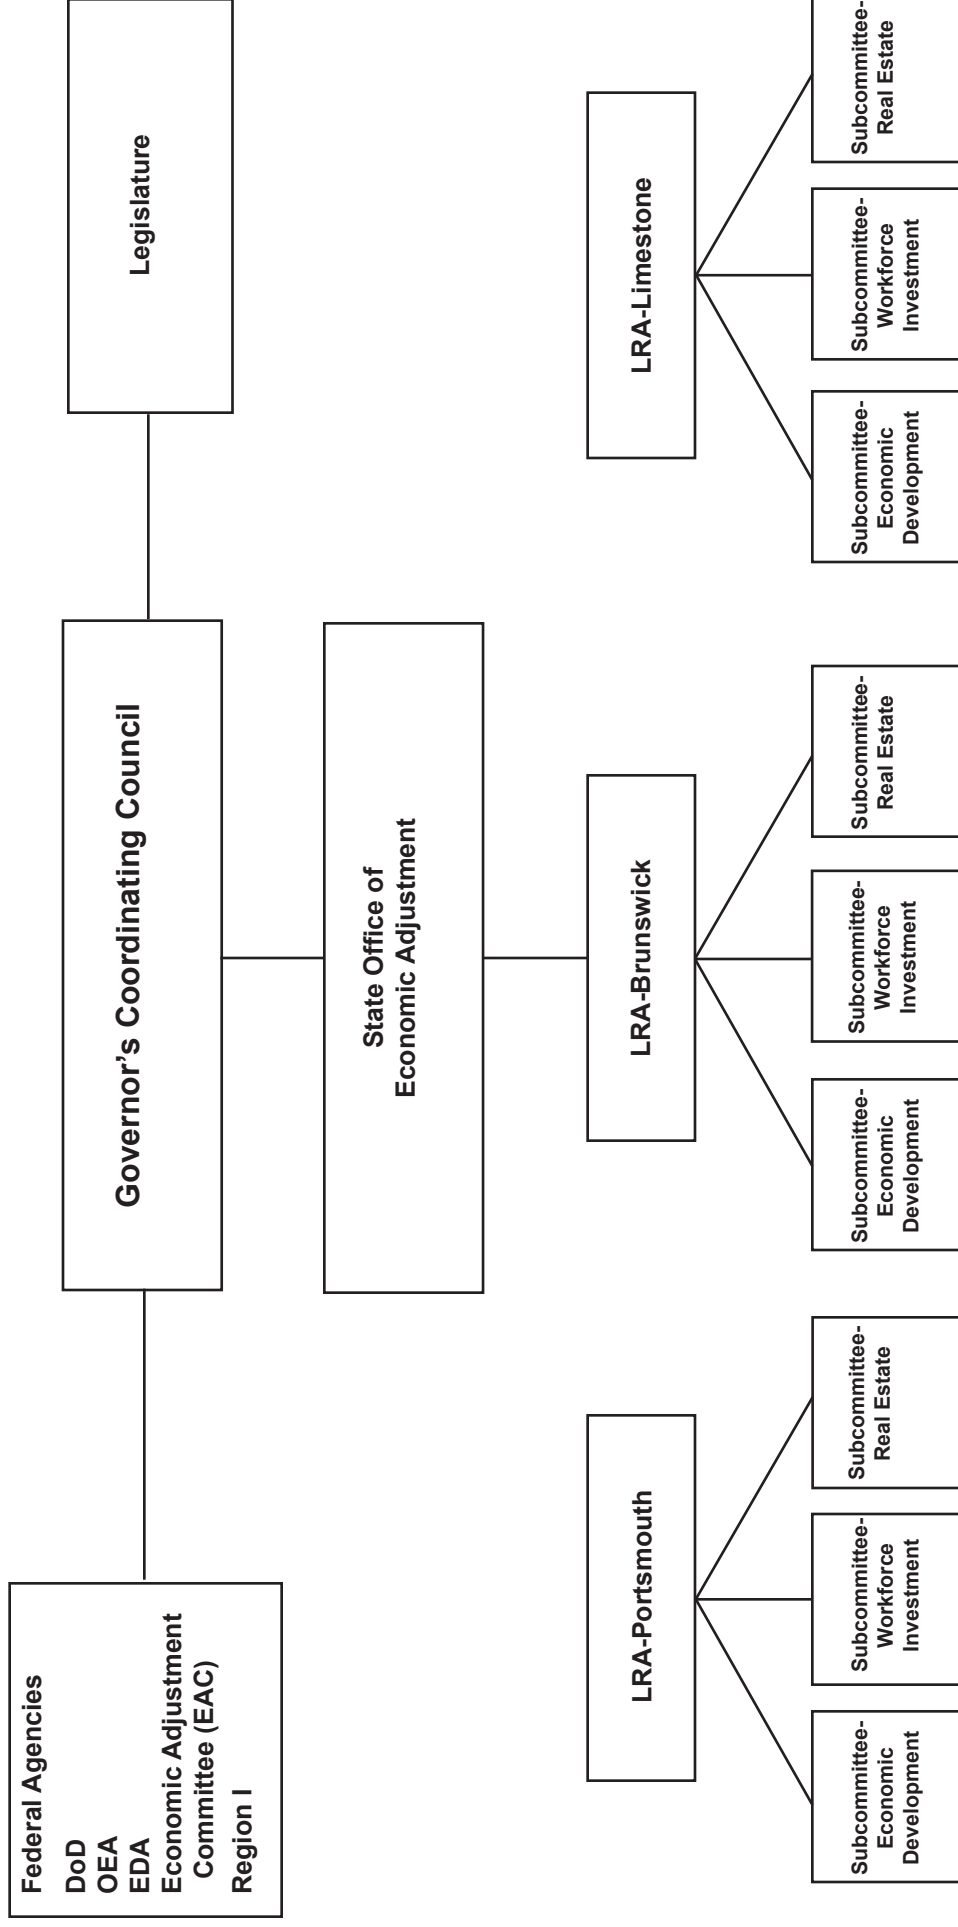 Federal Agencies
DoD
OEA
EDA
Economic Adjustment
Committee (EAC)
Region I
Governor’s Coordinating Council
Legislature
State Office of
Economic Adjustment
LRA-Portsmouth
LRA-Brunswick
LRA-Limestone
Subcommittee-
Economic
Development
Subcommittee-
Workforce
Investment
Subcommittee-
Real Estate
Subcommittee-
Economic
Development
Subcommittee-
Workforce
Investment
Subcommittee-
Real Estate
Subcommittee-
Economic
Development
Subcommittee-
Workforce
Investment
Subcommittee-
Real Estate